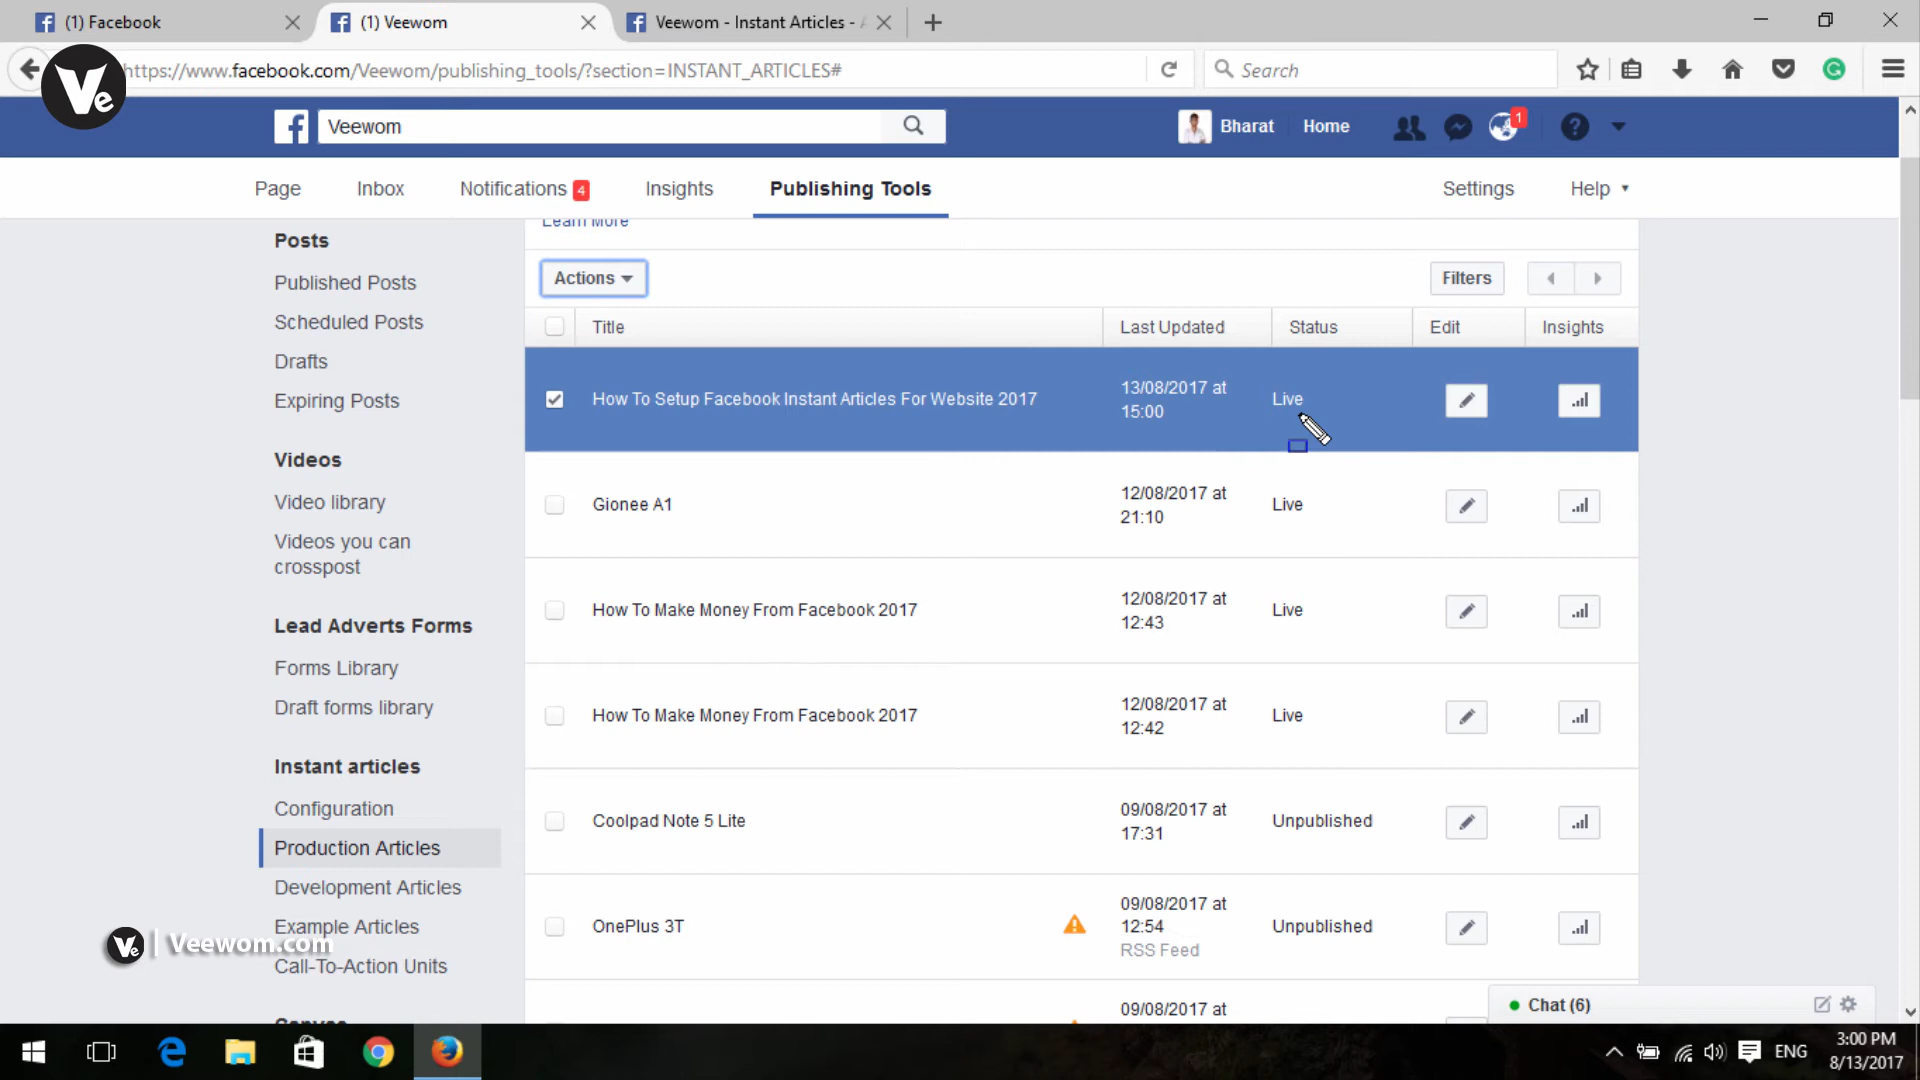 (1) Facebook
(1) Veewom
Veewom - Instant Articles -
https://www.facebook.com/Veewom/publishing_tools/?section=INSTANT_ARTICLES#
Search
Ve
Veewom
Bharat
Home
1
Page
Inbox
Notifications 4
Insights
Publishing Tools
Settings
Help
Learn More
Posts
Published Posts
Scheduled Posts
Drafts
Expiring Posts
Videos
Video library
Videos you can
crosspost
Lead Adverts Forms
Forms Library
Draft forms library
Instant articles
Configuration
Production Articles
Development Articles
Example Articles
Call-To-Action Units
Canvas
Actions
Filters
Title
Last Updated
Status
Edit
Insights
How To Setup Facebook Instant Articles For Website 2017
13/08/2017 at
15:00
Live
Gionee A1
12/08/2017 at
21:10
Live
How To Make Money From Facebook 2017
12/08/2017 at
12:43
Live
How To Make Money From Facebook 2017
12/08/2017 at
12:42
Live
Coolpad Note 5 Lite
09/08/2017 at
17:31
Unpublished
OnePlus 3T
09/08/2017 at
12:54
RSS Feed
Unpublished
09/08/2017 at
Chat (6)
Ve | Veewom.com
ENG
3:00 PM
8/13/2017